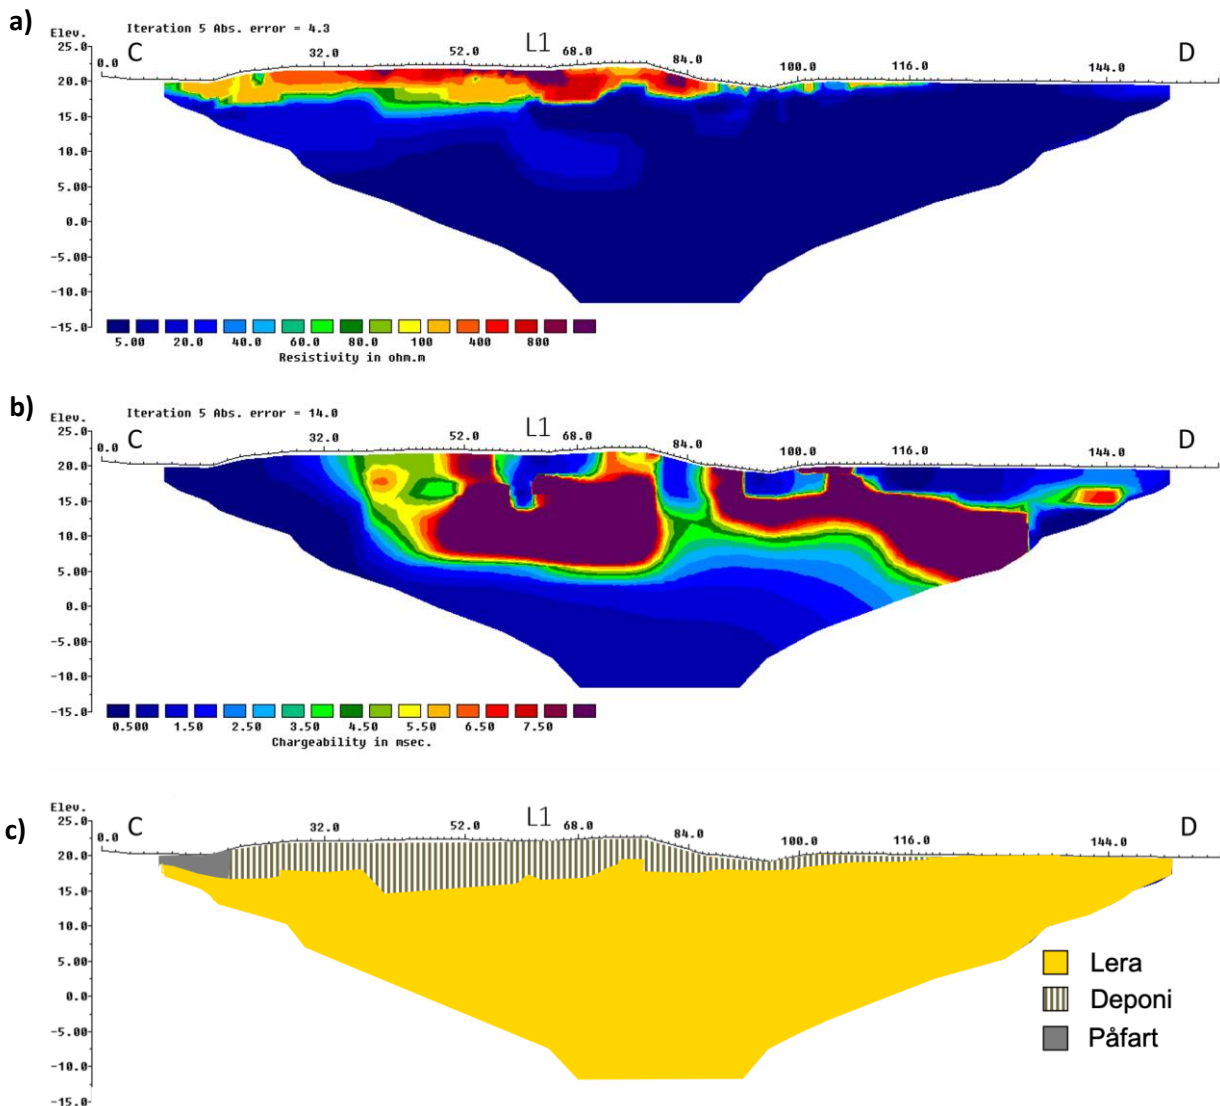 a)
Iteration 5 Abs. error = 4.3
Elev.
C
L1
D
25.0
20.0
15.0
10.0
5.00
0.0
-5.00
-10.0
-15.0
0.0 32.0 52.0 68.0 84.0 100.0 116.0 144.0
5.00 20.0 40.0 60.0 80.0 100 400 800
Resistivity in ohm.m
b)
Iteration 5 Abs. error = 14.0
Elev.
C
L1
D
25.0
20.0
15.0
10.0
5.00
0.0
-5.00
-10.0
-15.0
0.0 32.0 52.0 68.0 84.0 100.0 116.0 144.0
0.500 1.50 2.50 3.50 4.50 5.50 6.50 7.50
Chargeability in msec.
c)
Elev.
C
L1
D
25.0
20.0
15.0
10.0
5.00
0.0
-5.00
-10.0
-15.0
0.0 32.0 52.0 68.0 84.0 100.0 116.0 144.0
Lera
Deponi
Påfart